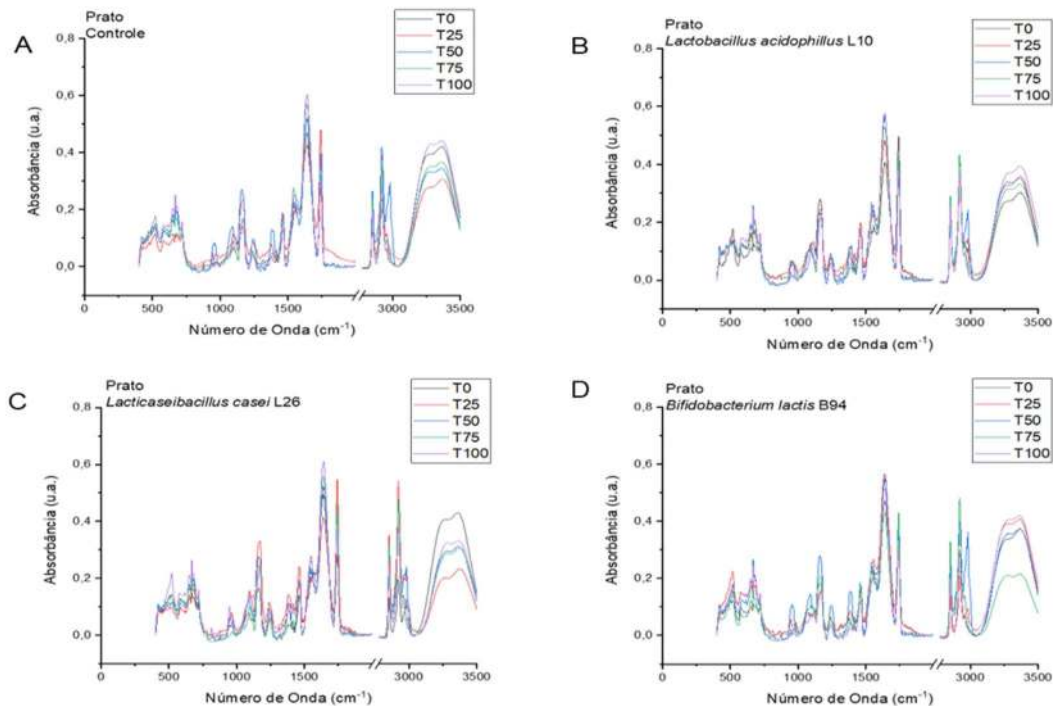 A
Prato
Controle
T0
T25
T50
T75
T100
Absorbância (u.a.)
0,8
0,6
0,4
0,2
0,0
0
500
1000
1500
3000
3500
Número de Onda (cm⁻¹)
B
Prato
Lactobacillus acidophillus L10
T0
T25
T50
T75
T100
Absorbância (u.a.)
0,8
0,6
0,4
0,2
0,0
0
500
1000
1500
3000
3500
Número de Onda (cm⁻¹)
C
Prato
Lacticaseibacillus casei L26
T0
T25
T50
T75
T100
Absorbância (u.a.)
0,8
0,6
0,4
0,2
0,0
0
500
1000
1500
3000
3500
Número de Onda (cm⁻¹)
D
Prato
Bifidobacterium lactis B94
T0
T25
T50
T75
T100
Absorbância (u.a.)
0,8
0,6
0,4
0,2
0,0
0
500
1000
1500
3000
3500
Número de Onda (cm⁻¹)